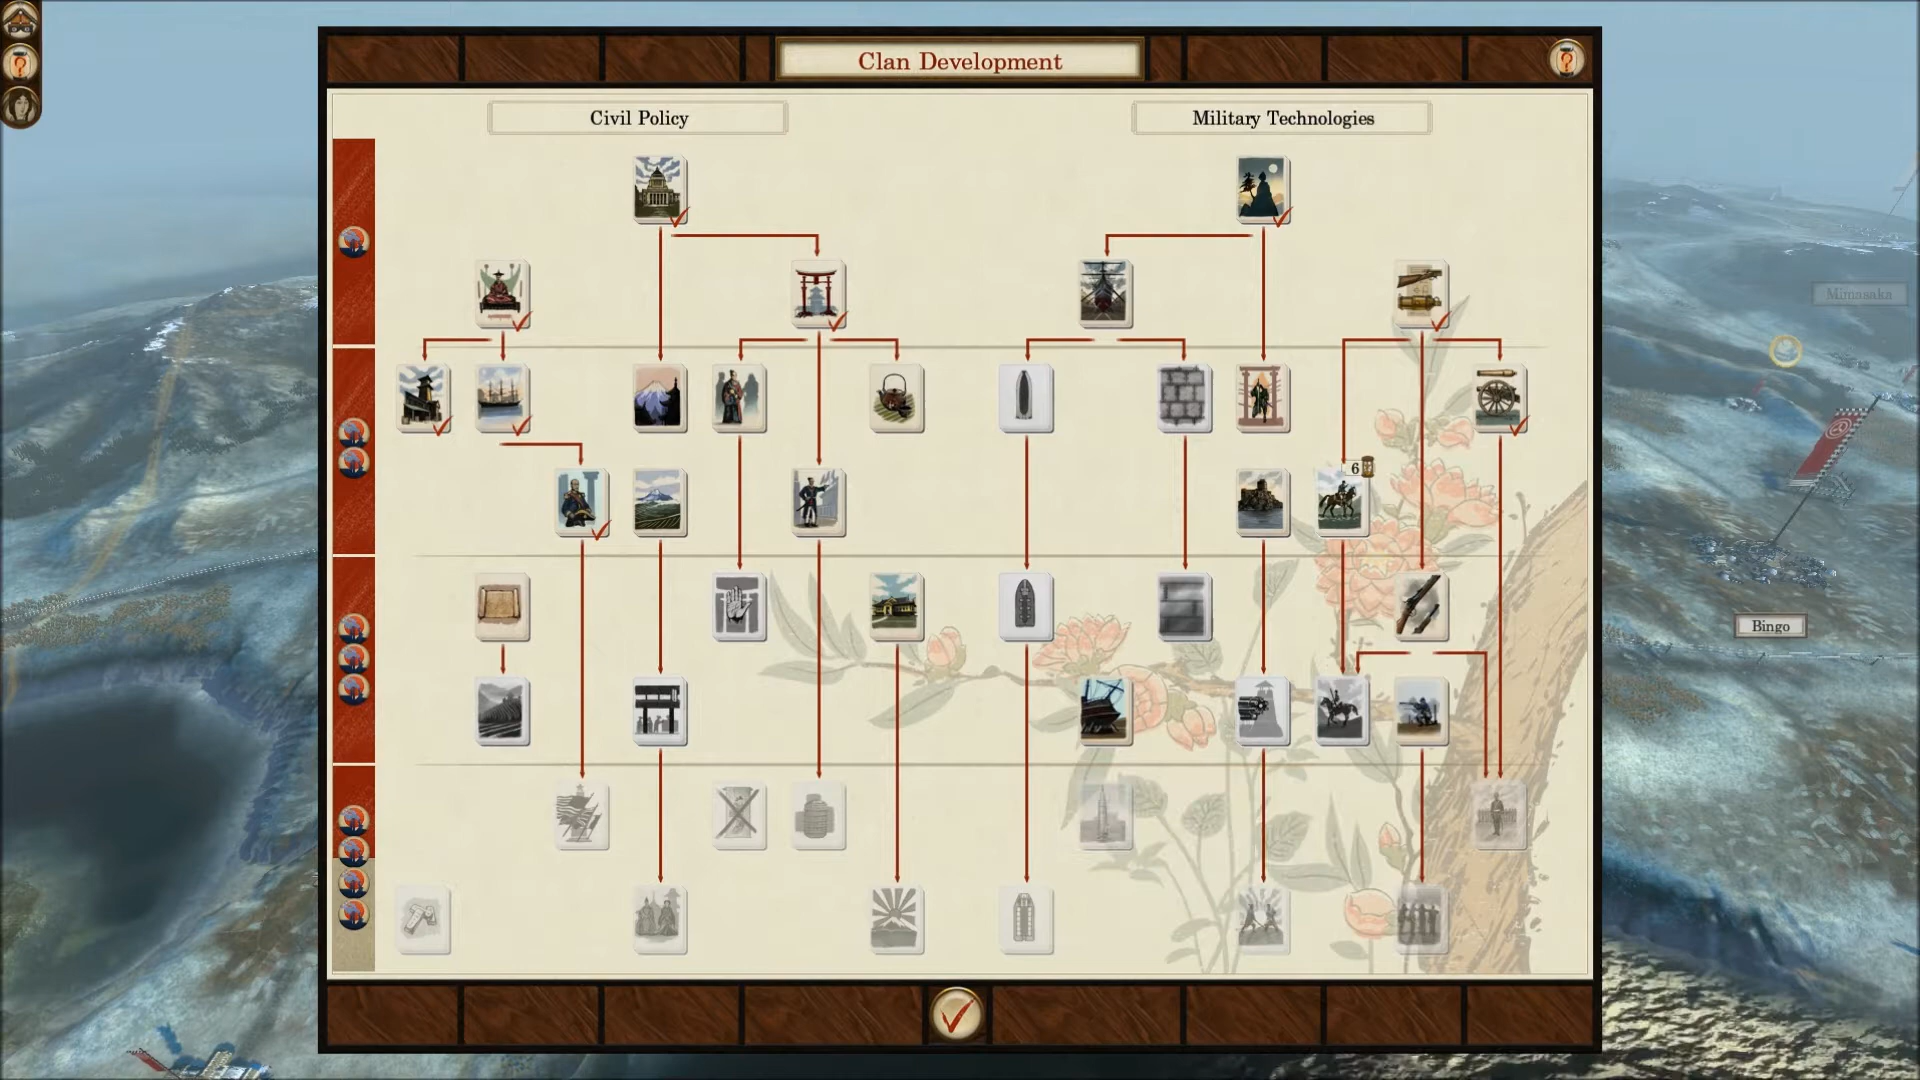 Clan Development
Civil Policy
Military Technologies
Mimasaka
6
Bingo